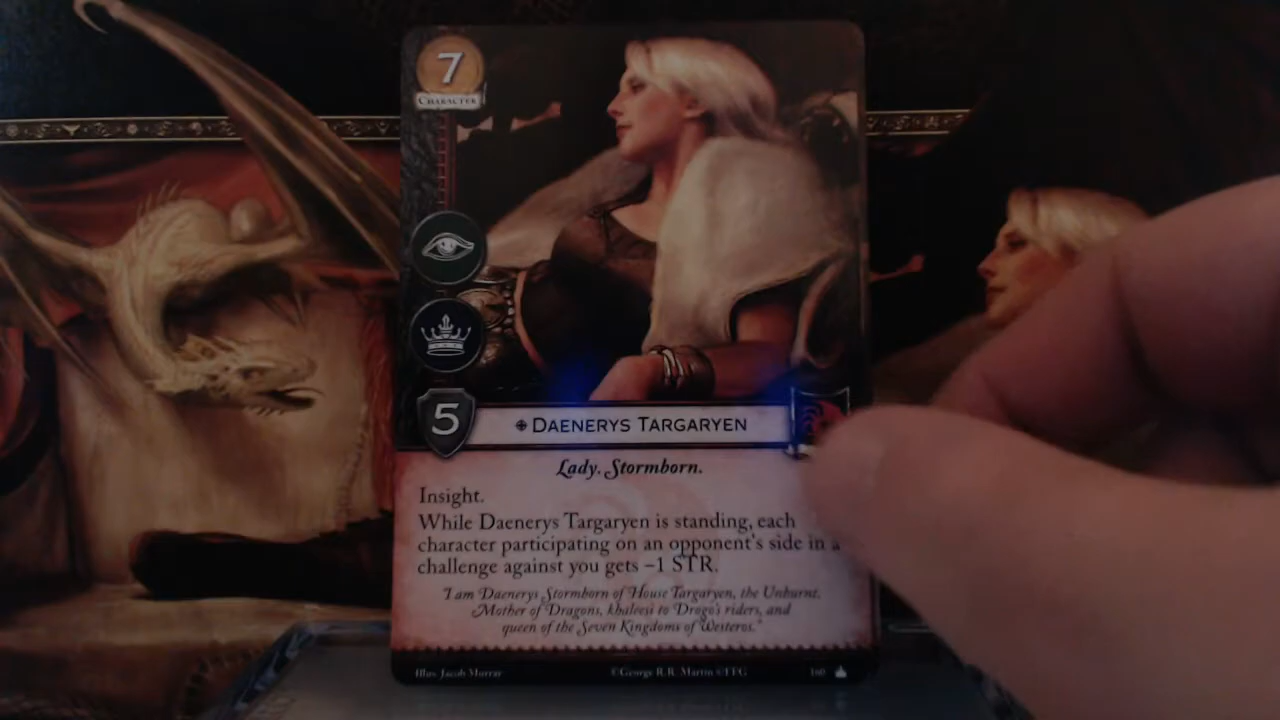 7
CHARACTER
5
DAENERYS TARGARYEN
Lady. Stormborn.
Insight.
While Daenerys Targaryen is standing, each
character participating on an opponent's side in a
challenge against you gets –1 STR.
"I am Daenerys Stormborn of House Targaryen, the Unburnt,
Mother of Dragons, khaleesi to Drogo's riders, and
queen of the Seven Kingdoms of Westeros."
Illus. Jacob Murray
©George R.R. Martin ©FFG
160